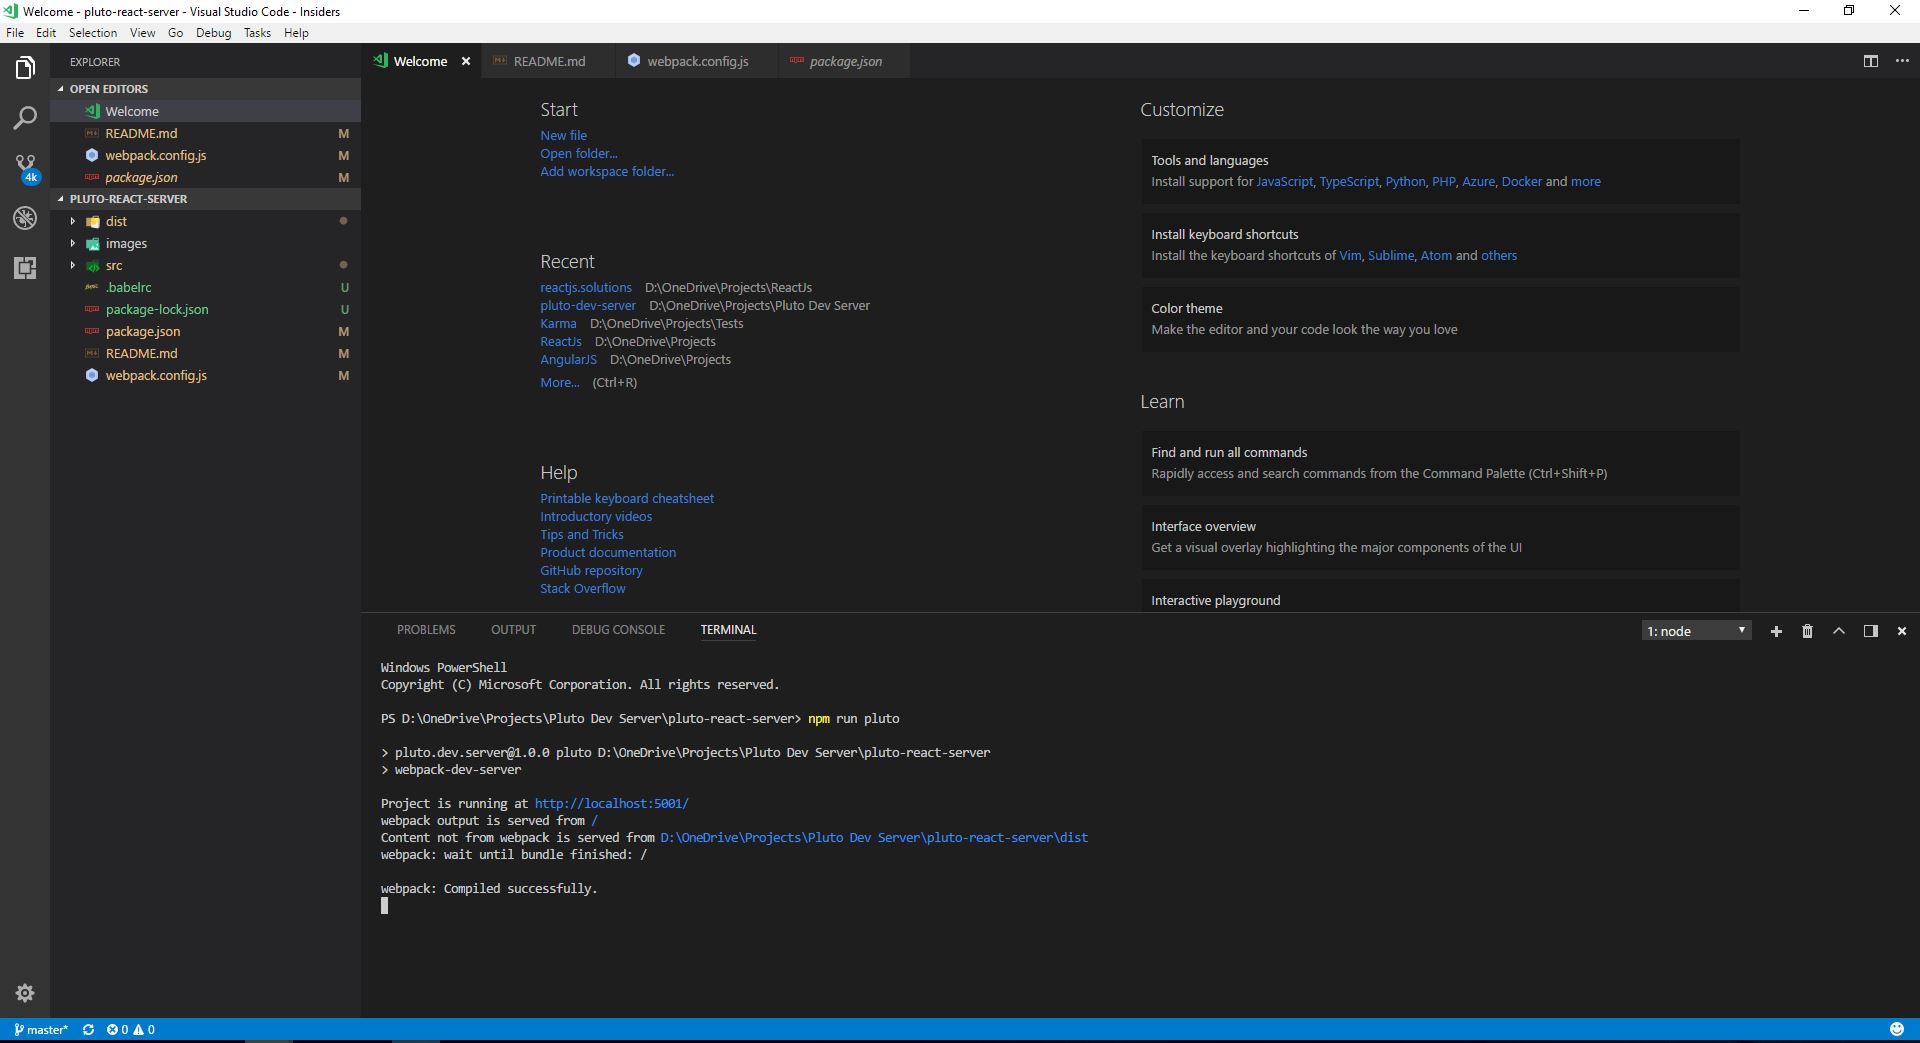 Welcome - pluto-react-server - Visual Studio Code - Insiders
File Edit Selection View Go Debug Tasks Help
EXPLORER
OPEN EDITORS
Welcome
README.md M
webpack.config.js M
package.json M
4k
PLUTO-REACT-SERVER
dist
images
src
.babelrc U
package-lock.json U
package.json M
README.md M
webpack.config.js M
Welcome README.md webpack.config.js package.json
Start
New file
Open folder...
Add workspace folder...
Recent
reactjs.solutions D:\OneDrive\Projects\ReactJs
pluto-dev-server D:\OneDrive\Projects\Pluto Dev Server
Karma D:\OneDrive\Projects\Tests
ReactJs D:\OneDrive\Projects
AngularJS D:\OneDrive\Projects
More... (Ctrl+R)
Help
Printable keyboard cheatsheet
Introductory videos
Tips and Tricks
Product documentation
GitHub repository
Stack Overflow
Customize
Tools and languages
Install support for JavaScript, TypeScript, Python, PHP, Azure, Docker and more
Install keyboard shortcuts
Install the keyboard shortcuts of Vim, Sublime, Atom and others
Color theme
Make the editor and your code look the way you love
Learn
Find and run all commands
Rapidly access and search commands from the Command Palette (Ctrl+Shift+P)
Interface overview
Get a visual overlay highlighting the major components of the UI
Interactive playground
PROBLEMS OUTPUT DEBUG CONSOLE TERMINAL 1: node
Windows PowerShell
Copyright (C) Microsoft Corporation. All rights reserved.
PS D:\OneDrive\Projects\Pluto Dev Server\pluto-react-server> npm run pluto
> pluto.dev.server@1.0.0 pluto D:\OneDrive\Projects\Pluto Dev Server\pluto-react-server
> webpack-dev-server
Project is running at http://localhost:5001/
webpack output is served from /
Content not from webpack is served from D:\OneDrive\Projects\Pluto Dev Server\pluto-react-server\dist
webpack: wait until bundle finished: /
webpack: Compiled successfully.
master* 0 0